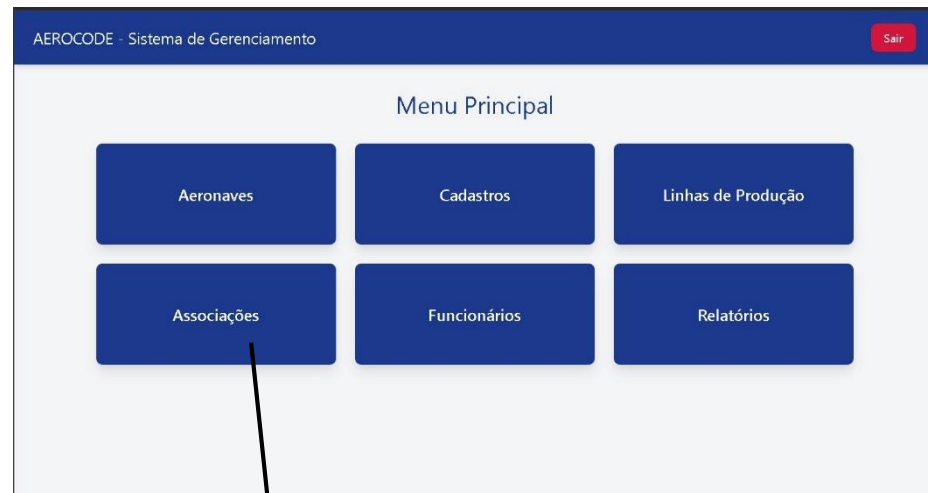 AEROCODE - Sistema de Gerenciamento
Sair
Menu Principal
Aeronaves
Cadastros
Linhas de Produção
Associações
Funcionários
Relatórios